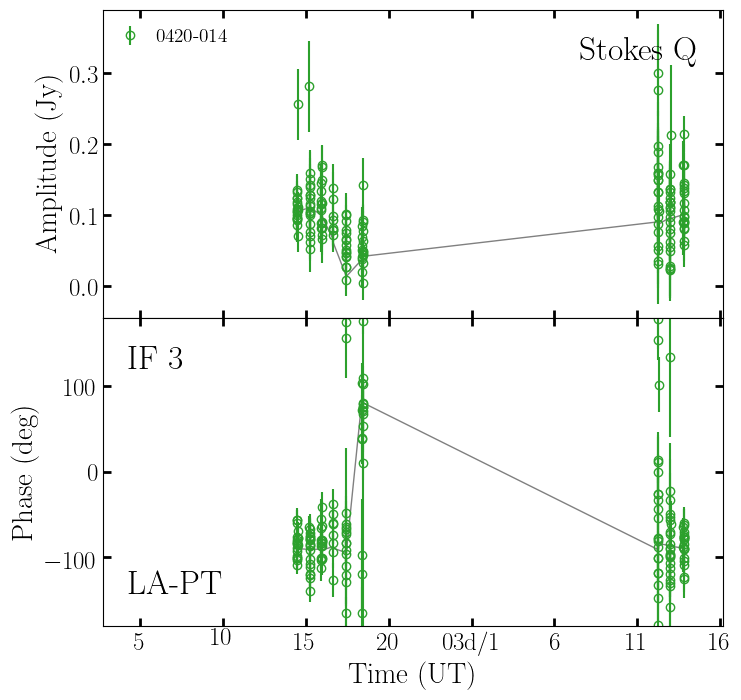 0420-014
Stokes Q
Amplitude (Jy)
0.3
0.2
0.1
0.0
IF 3
LA-PT
Phase (deg)
100
0
−100
5 10 15 20 03d/1 6 11 16
Time (UT)